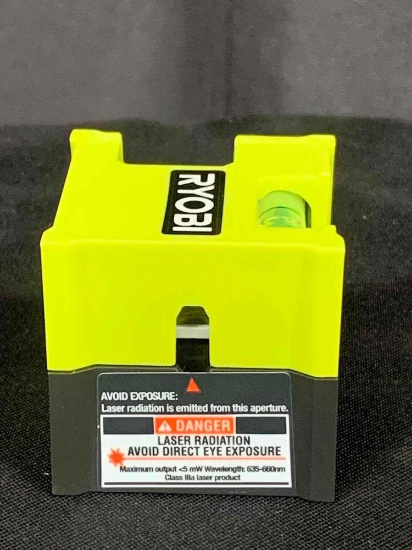 RYOBI
AVOID EXPOSURE:
Laser radiation is emitted from this aperture.
DANGER
LASER RADIATION
AVOID DIRECT EYE EXPOSURE
Maximum output <5 mW Wavelength: 635-660nm
Class IIIa laser product